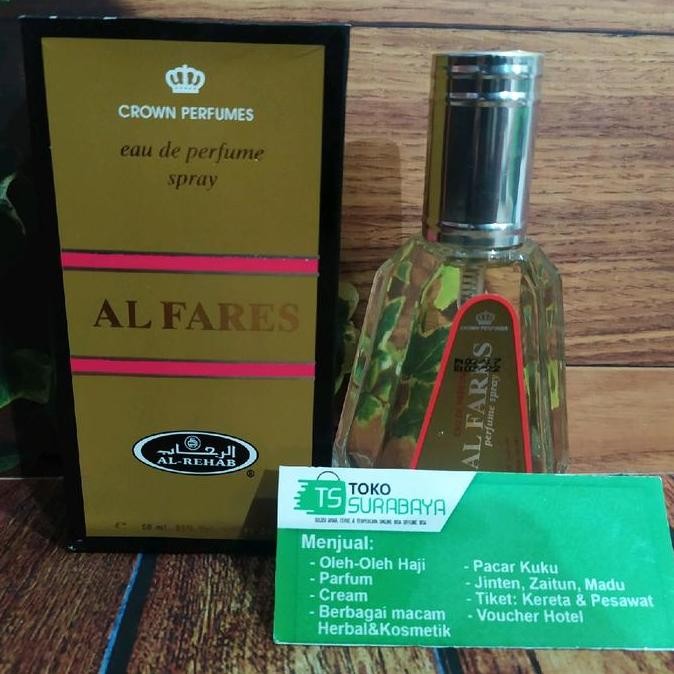 CROWN PERFUMES
eau de perfume
spray
AL FARES
الرحاب
AL-REHAB
®
50 ml
CROWN PERFUMES
AL FARES
perfume spray
TS TOKO
SURABAYA
Menjual:
- Oleh-Oleh Haji
- Parfum
- Cream
- Berbagai macam
Herbal&Kosmetik
- Pacar Kuku
- Jinten, Zaitun, Madu
- Tiket: Kereta & Pesawat
- Voucher Hotel